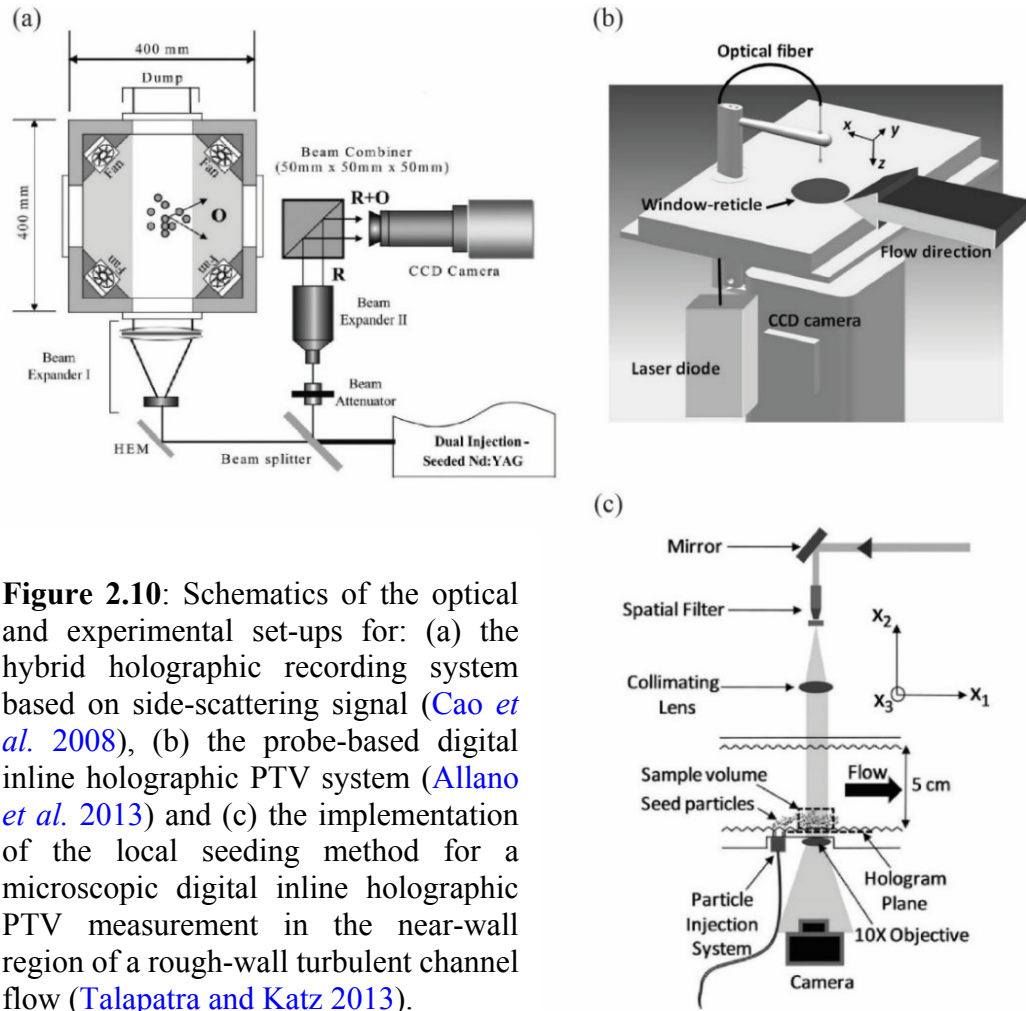 (a)
400 mm
Dump
400 mm
Fan
Fan
Fan
Fan
O
Beam Combiner
(50mm x 50mm x 50mm)
R+O
R
CCD Camera
Beam
Expander II
Beam
Expander I
Beam
Attenuator
HEM
Beam splitter
Dual Injection -
Seeded Nd:YAG
(b)
Optical fiber
x
y
z
Window-reticle
Flow direction
CCD camera
Laser diode
(c)
Mirror
Spatial Filter
X2
Collimating
Lens
X3
X1
Sample volume
Seed particles
Flow
5 cm
Particle
Injection
System
Hologram
Plane
10X Objective
Camera
Figure 2.10: Schematics of the optical
and experimental set-ups for: (a) the
hybrid holographic recording system
based on side-scattering signal (Cao et
al. 2008), (b) the probe-based digital
inline holographic PTV system (Allano
et al. 2013) and (c) the implementation
of the local seeding method for a
microscopic digital inline holographic
PTV measurement in the near-wall
region of a rough-wall turbulent channel
flow (Talapatra and Katz 2013).